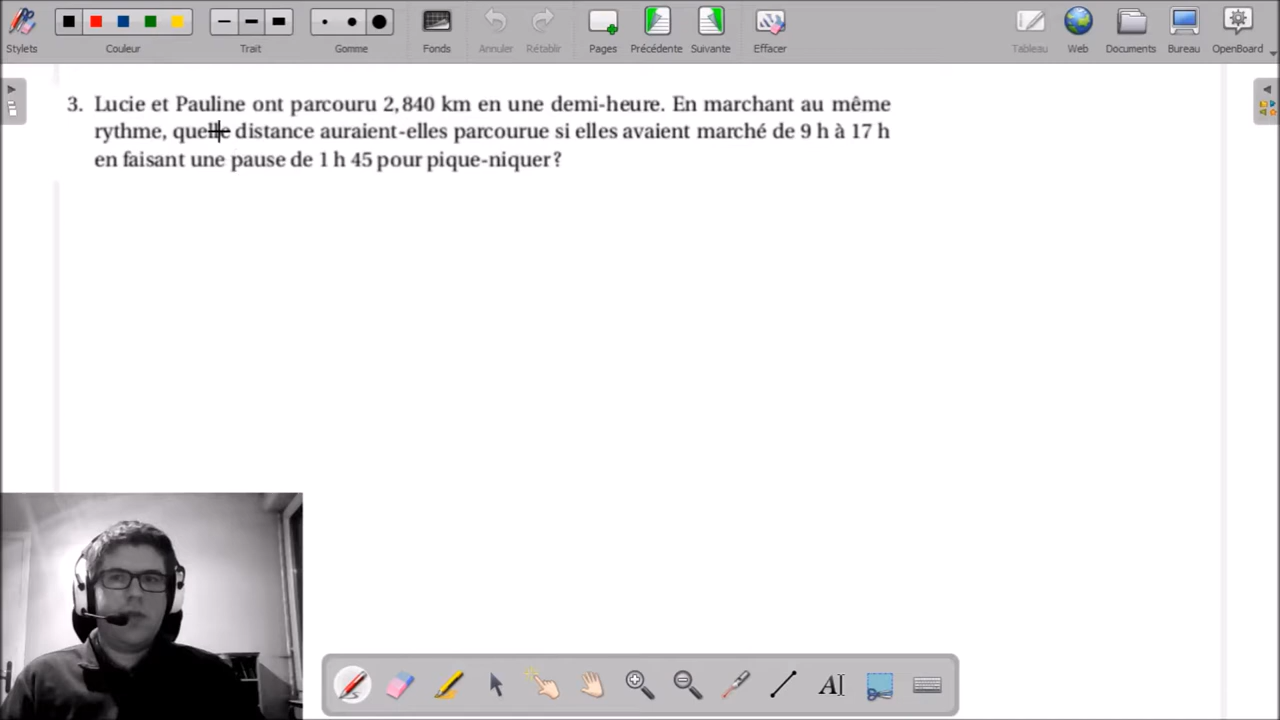 Stylets Couleur Trait Gomme Fonds Annuler Rétablir Pages Précédente Suivante Effacer Tableau Web Documents Bureau OpenBoard
3. Lucie et Pauline ont parcouru 2,840 km en une demi-heure. En marchant au même
rythme, quelle distance auraient-elles parcourue si elles avaient marché de 9 h à 17 h
en faisant une pause de 1 h 45 pour pique-niquer ?
AI